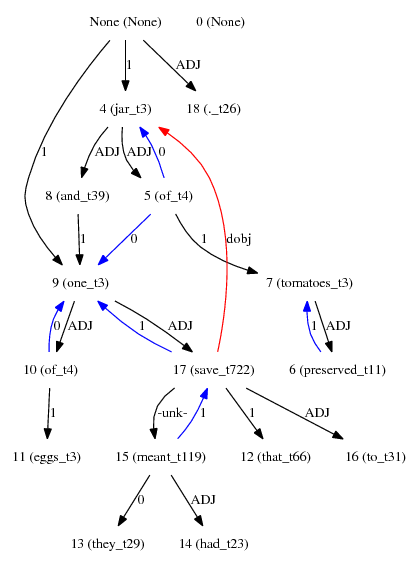 None (None) 0 (None)
1 ADJ
4 (jar_t3) 18 (._t26)
1 ADJ ADJ 0
8 (and_t39) 5 (of_t4)
1 0 1 dobj
9 (one_t3) 7 (tomatoes_t3)
0 ADJ 1 ADJ 1 ADJ
10 (of_t4) 17 (save_t722) 6 (preserved_t11)
1 -unk- 1 1 ADJ
11 (eggs_t3) 15 (meant_t119) 12 (that_t66) 16 (to_t31)
0 ADJ
13 (they_t29) 14 (had_t23)